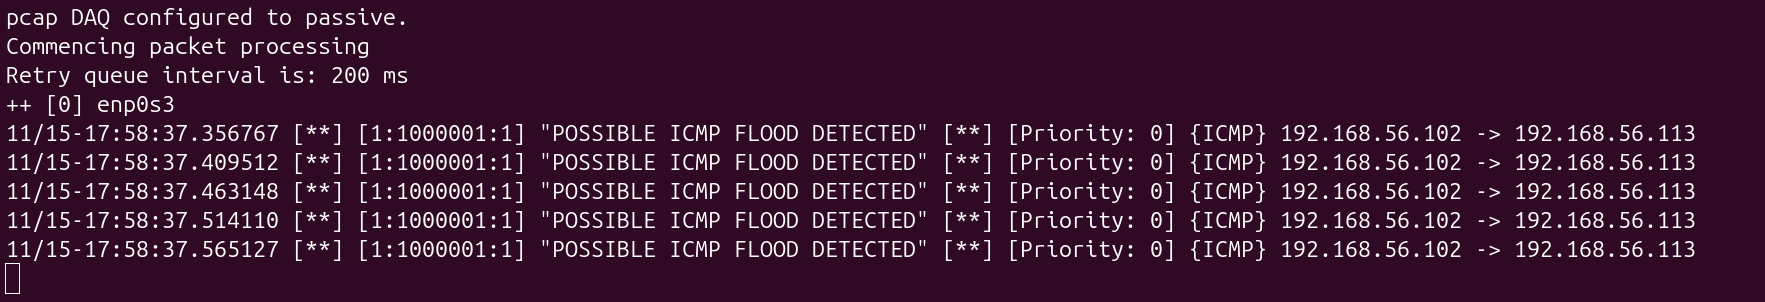 pcap DAQ configured to passive.
Commencing packet processing
Retry queue interval is: 200 ms
++ [0] enp0s3
11/15-17:58:37.356767 [**] [1:1000001:1] "POSSIBLE ICMP FLOOD DETECTED" [**] [Priority: 0] {ICMP} 192.168.56.102 -> 192.168.56.113
11/15-17:58:37.409512 [**] [1:1000001:1] "POSSIBLE ICMP FLOOD DETECTED" [**] [Priority: 0] {ICMP} 192.168.56.102 -> 192.168.56.113
11/15-17:58:37.463148 [**] [1:1000001:1] "POSSIBLE ICMP FLOOD DETECTED" [**] [Priority: 0] {ICMP} 192.168.56.102 -> 192.168.56.113
11/15-17:58:37.514110 [**] [1:1000001:1] "POSSIBLE ICMP FLOOD DETECTED" [**] [Priority: 0] {ICMP} 192.168.56.102 -> 192.168.56.113
11/15-17:58:37.565127 [**] [1:1000001:1] "POSSIBLE ICMP FLOOD DETECTED" [**] [Priority: 0] {ICMP} 192.168.56.102 -> 192.168.56.113